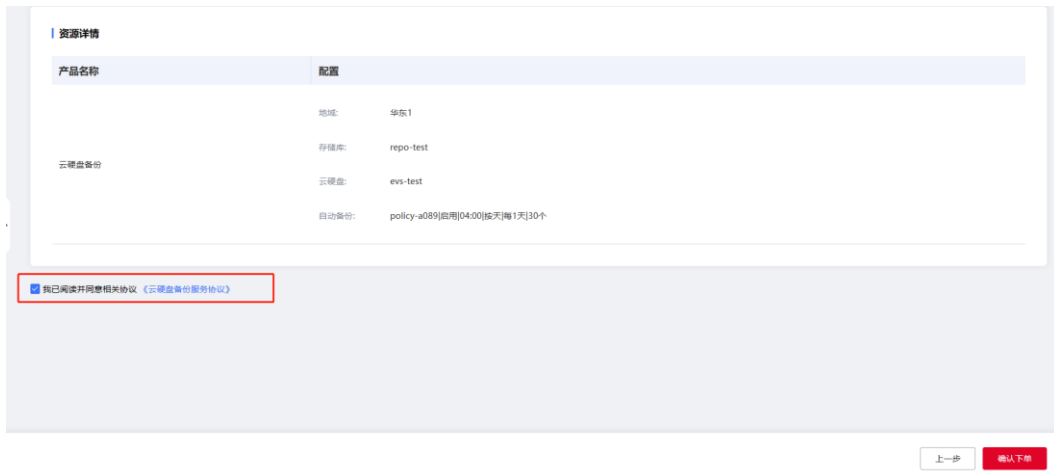 资源详情
产品名称 配置
地域: 华东1
存储库: repo-test
云硬盘备份
云硬盘: evs-test
自动备份: policy-a089|启用|04:00|按天|每1天|30个
我已阅读并同意相关协议 《云硬盘备份服务协议》
上一步 确认下单